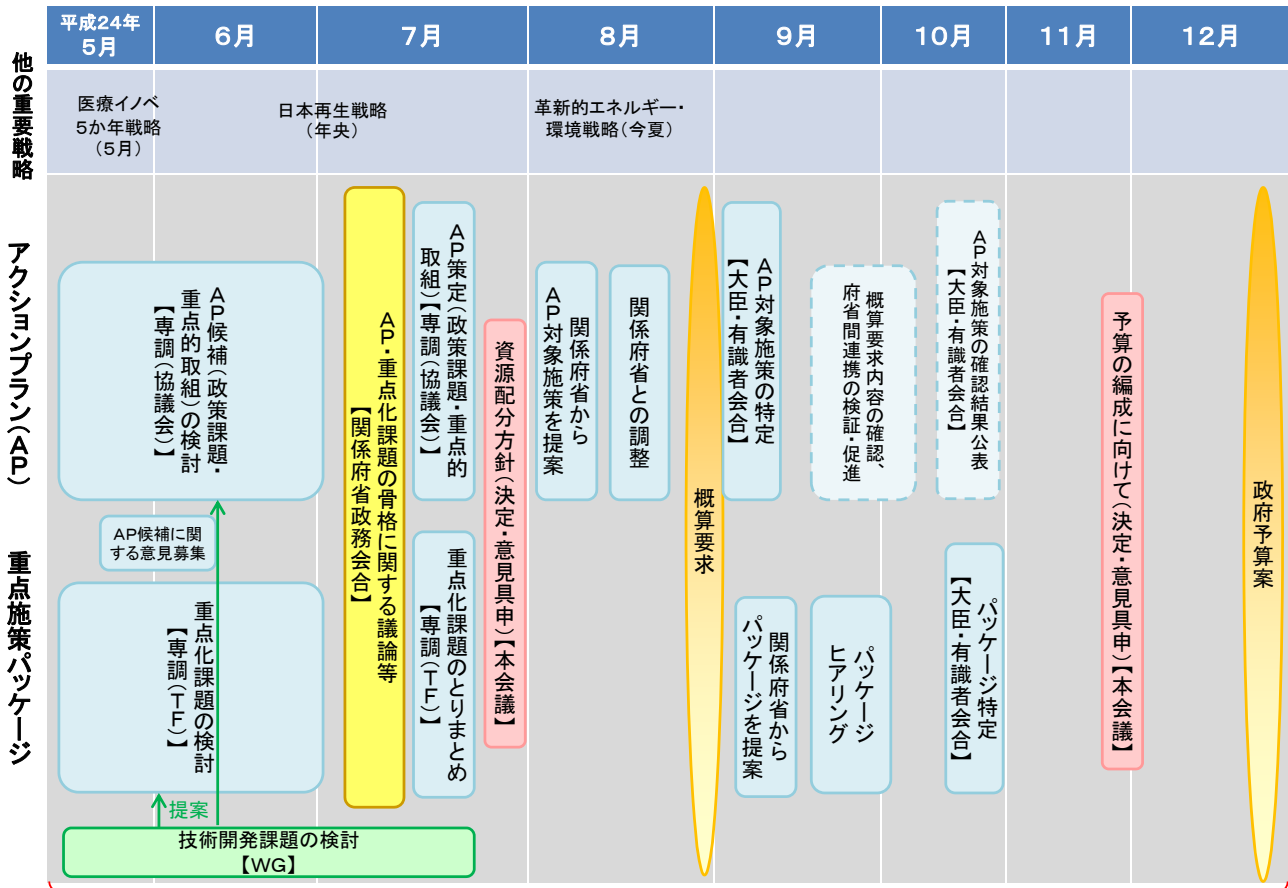 平成24年
5月
6月
7月
8月
9月
10月
11月
12月
他の重要戦略
医療イノベ
5か年戦略
(5月)
日本再生戦略
(年央)
革新的エネルギー・
環境戦略(今夏)
アクションプラン(AP)
AP候補(政策課題・
重点的取組)の検討
【専調(協議会)】
AP候補に関
する意見募集
AP・重点化課題の骨格に関する議論等
【関係府省政務会合】
AP策定(政策課題・重点的
取組)【専調(協議会)】
資源配分方針(決定・意見具申)【本会議】
関係府省から
AP対象施策を提案
関係府省との調整
概算要求
AP対象施策の特定
【大臣・有識者会合】
概算要求内容の確認、
府省間連携の検証・促進
AP対象施策の確認結果公表
【大臣・有識者会合】
予算の編成に向けて(決定・意見具申)【本会議】
政府予算案
重点施策パッケージ
重点化課題の検討
【専調(TF)】
重点化課題のとりまとめ
【専調(TF)】
関係府省から
パッケージを提案
パッケージ
ヒアリング
パッケージ特定
【大臣・有識者会合】
提案
技術開発課題の検討
【WG】